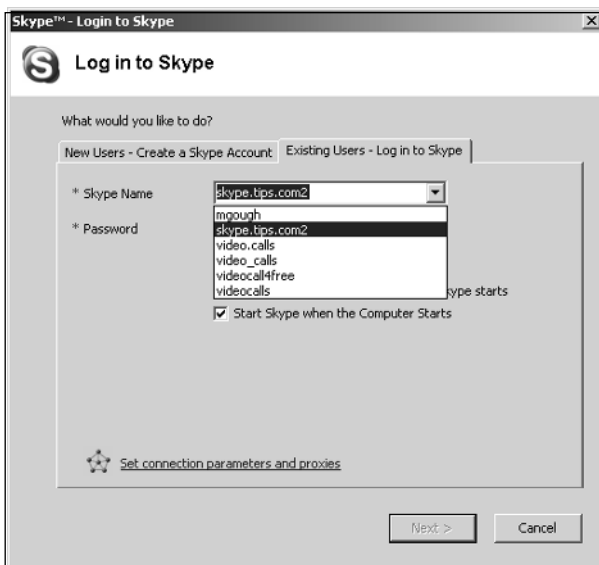 Skype™ - Login to Skype
S Log in to Skype
What would you like to do?
New Users - Create a Skype Account Existing Users - Log in to Skype
* Skype Name skype.tips.com2
mgough
* Password skype.tips.com2
video.calls
video_calls
videocall4free
videocalls kype starts
Start Skype when the Computer Starts
Set connection parameters and proxies
Next > Cancel